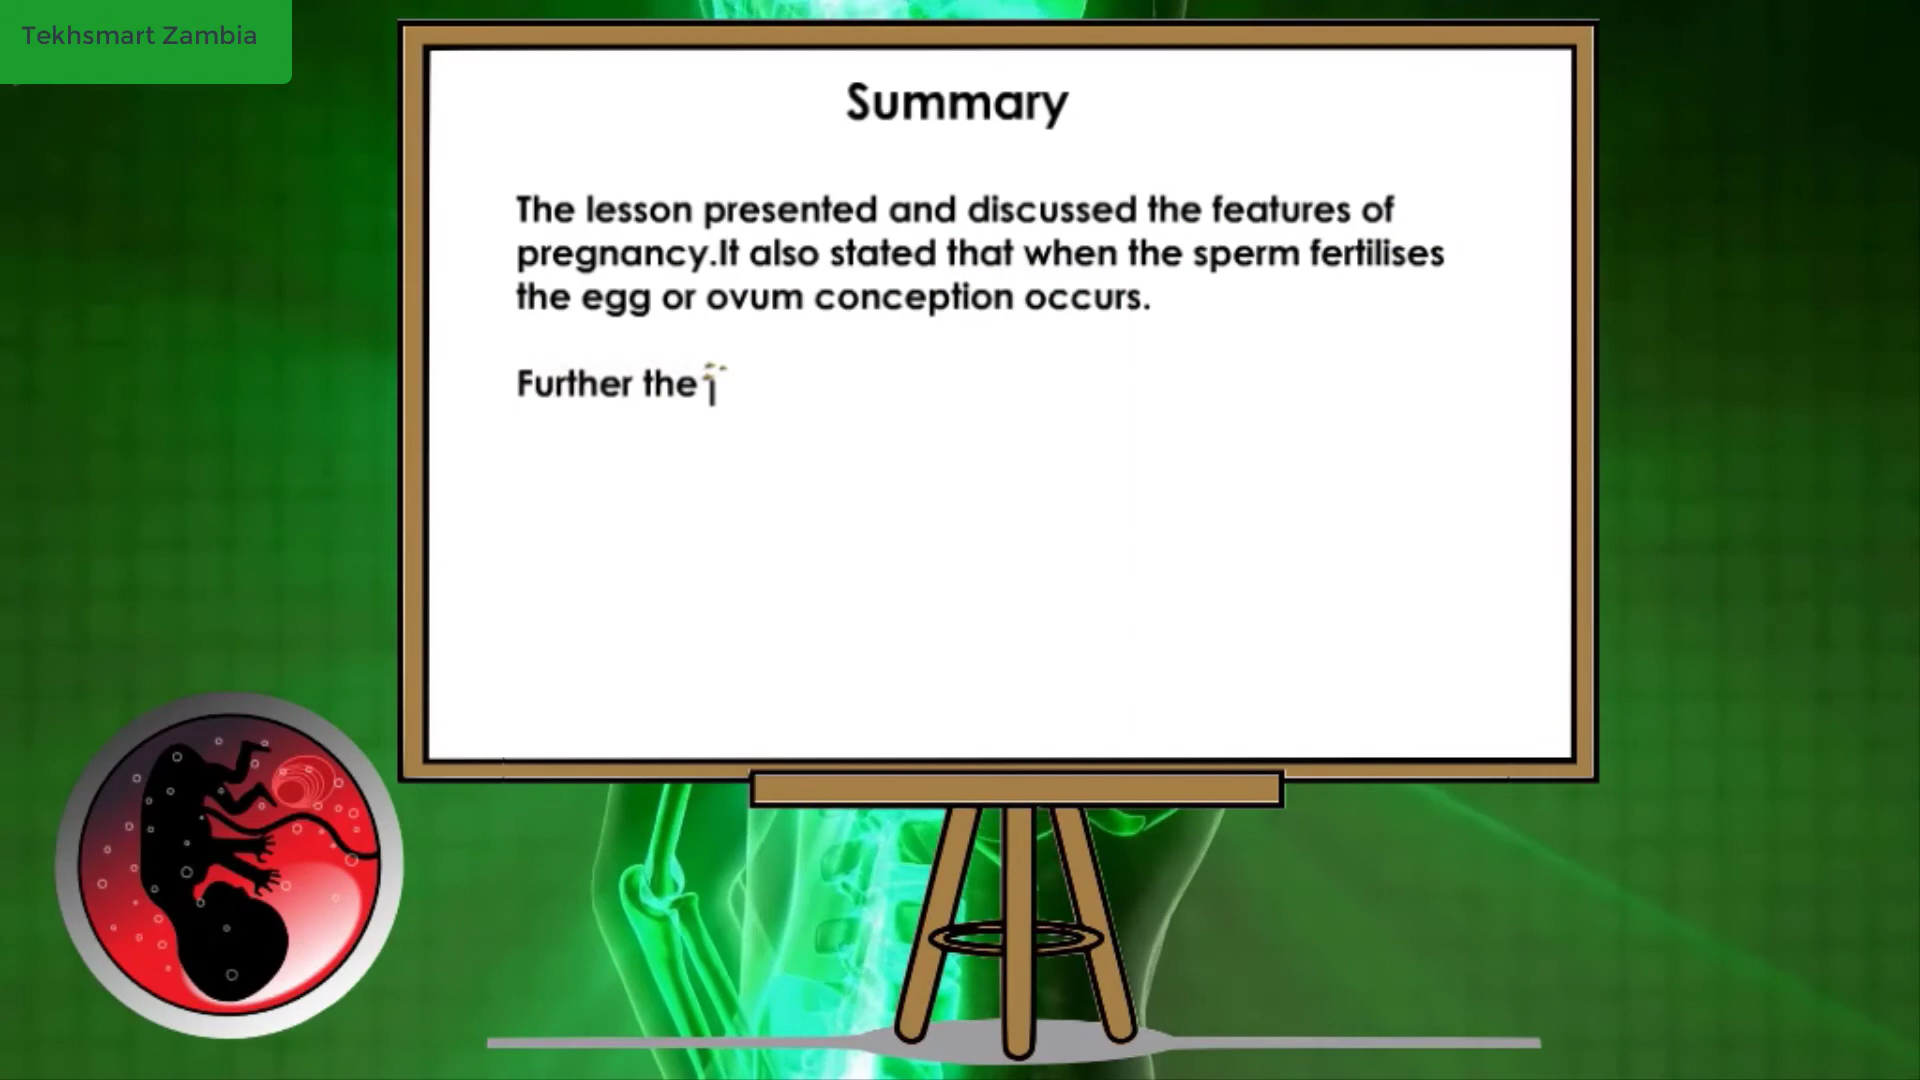 Tekhsmart Zambia
Summary
The lesson presented and discussed the features of
pregnancy.It also stated that when the sperm fertilises
the egg or ovum conception occurs.
Further the